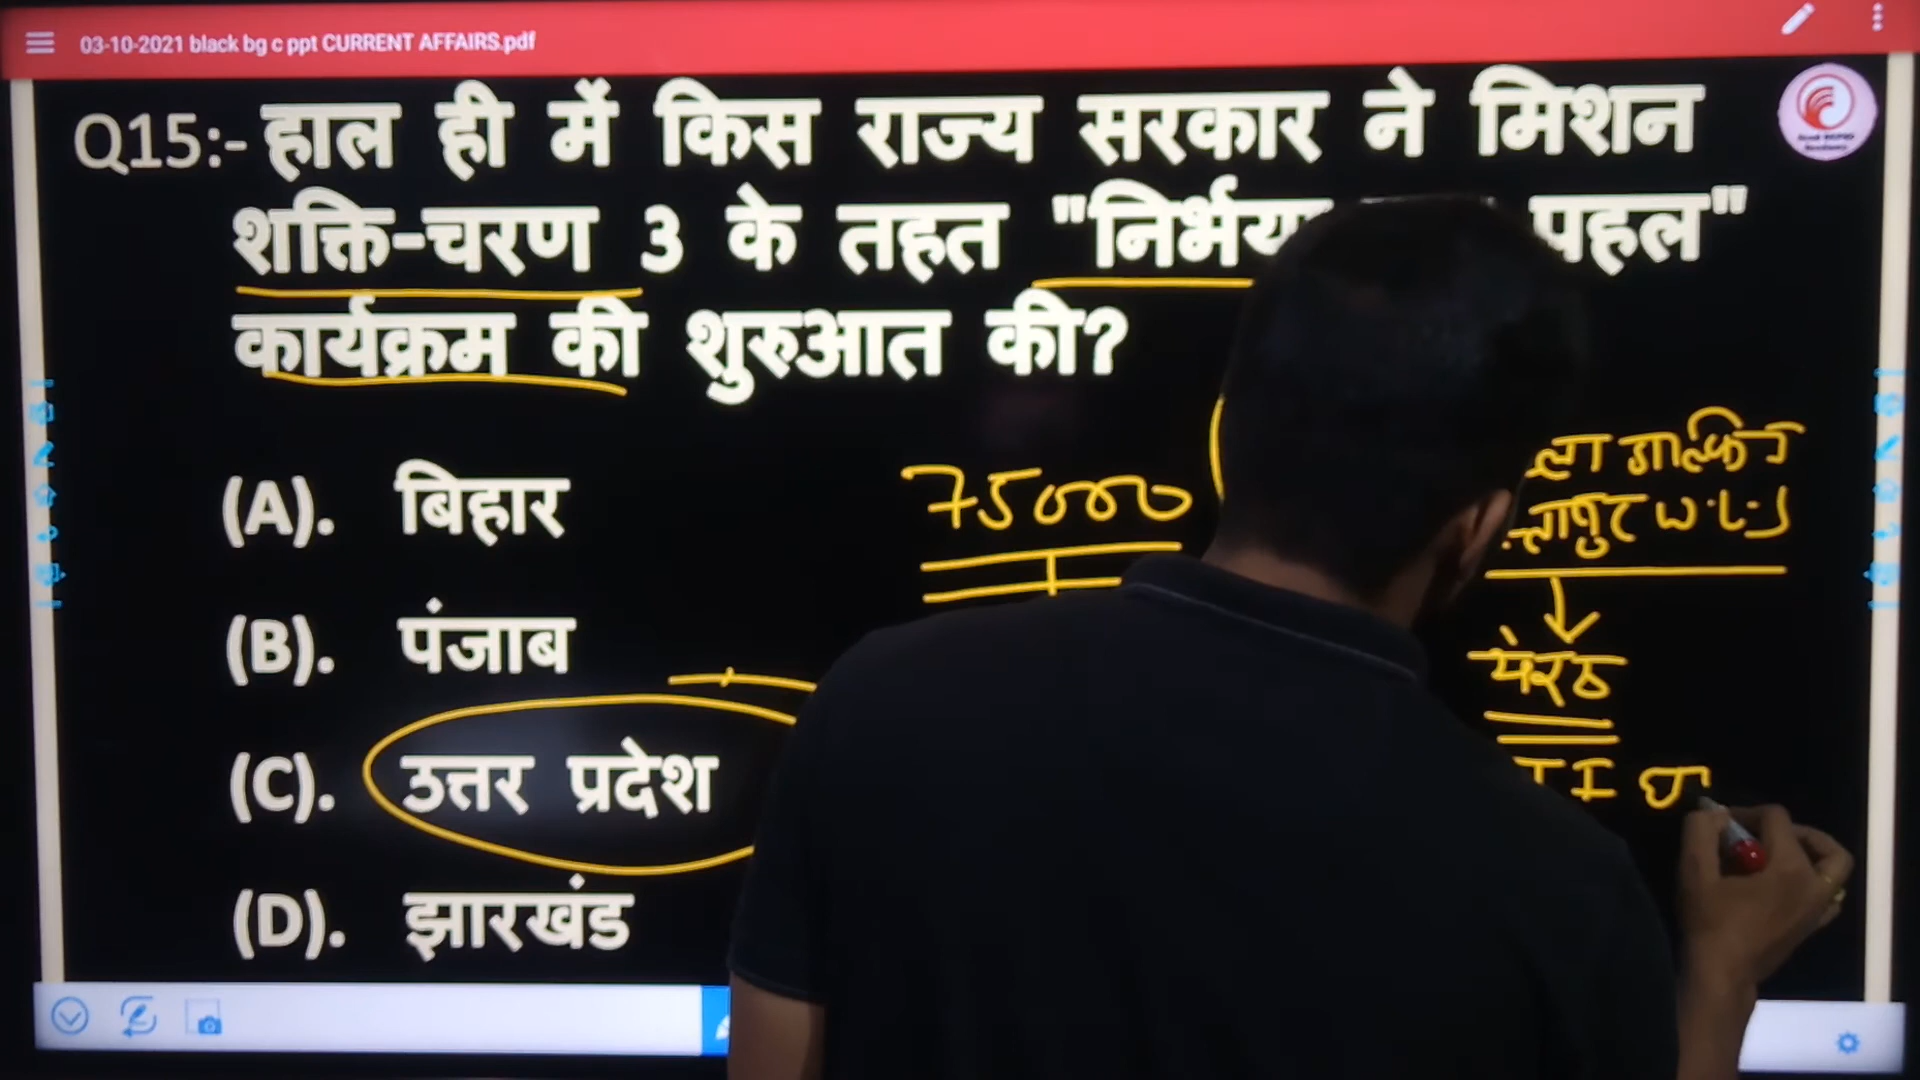 03-10-2021 black bg c ppt CURRENT AFFAIRS.pdf
Q15:- हाल ही में किस राज्य सरकार ने मिशन
शक्ति-चरण 3 के तहत "निर्भया पहल"
कार्यक्रम की शुरुआत की?
(A). बिहार
75000
(B). पंजाब
मेरठ
(C). उत्तर प्रदेश
(D). झारखंड